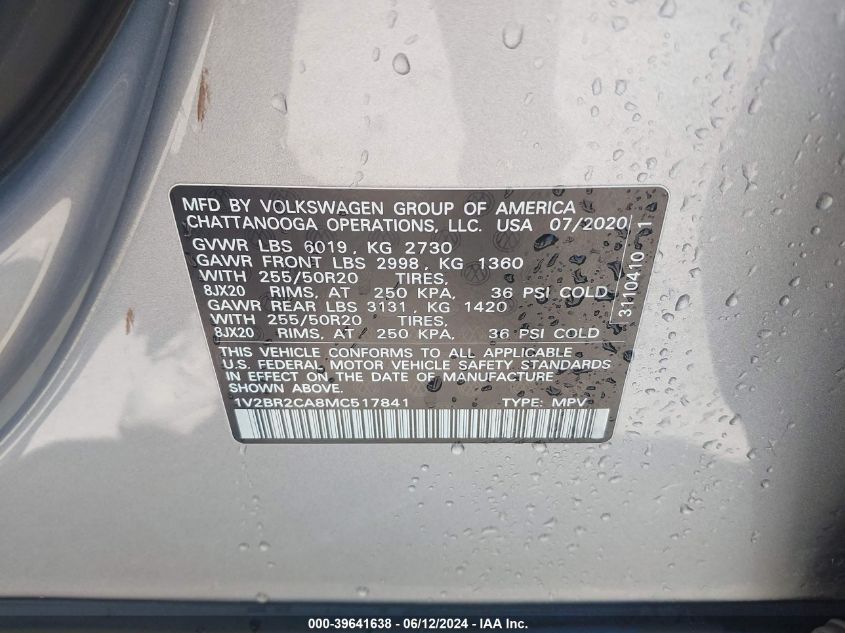 MFD BY VOLKSWAGEN GROUP OF AMERICA
CHATTANOOGA OPERATIONS, LLC. USA 07/2020
GVWR LBS 6019, KG 2730
GAWR FRONT LBS 2998, KG 1360
WITH 255/50R20 TIRES,
8JX20 RIMS, AT 250 KPA, 36 PSI COLD
GAWR REAR LBS 3131, KG 1420
WITH 255/50R20 TIRES,
8JX20 RIMS, AT 250 KPA, 36 PSI COLD
THIS VEHICLE CONFORMS TO ALL APPLICABLE
U.S. FEDERAL MOTOR VEHICLE SAFETY STANDARDS
IN EFFECT ON THE DATE OF MANUFACTURE
SHOWN ABOVE.
1V2BR2CA8MC517841 TYPE: MPV
31104101 1
000-39641638 - 06/12/2024 - IAA Inc.